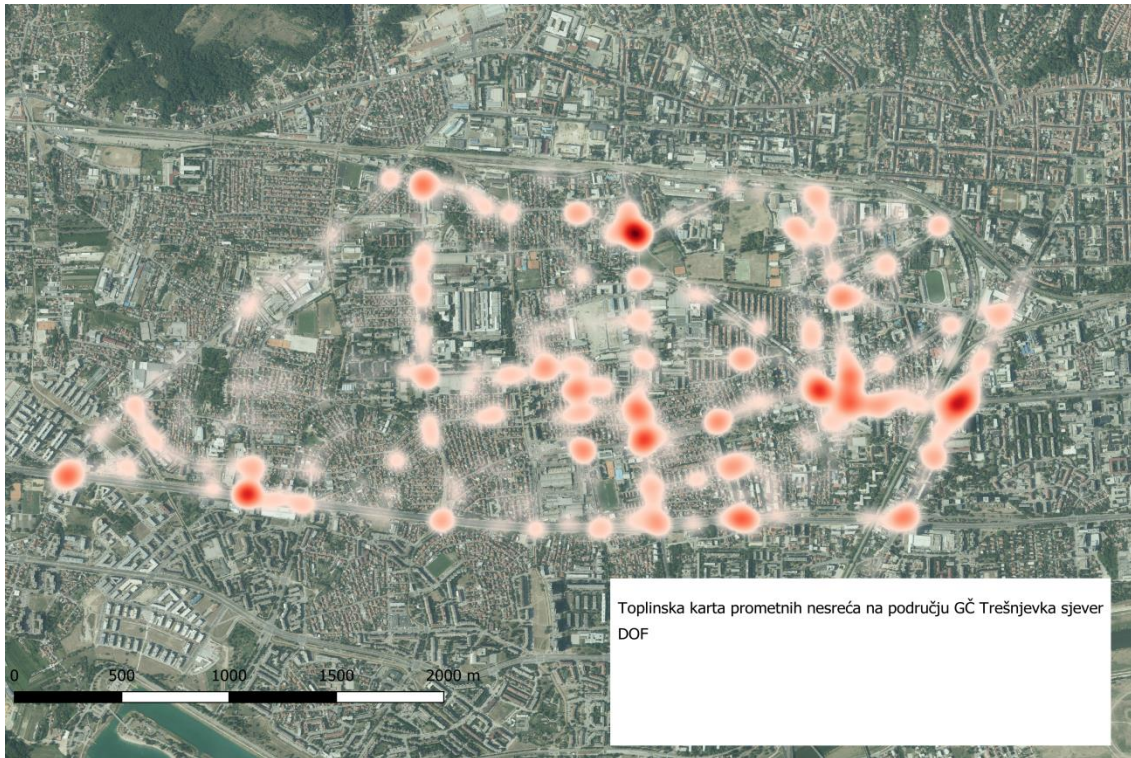 Toplinska karta prometnih nesreća na području GČ Trešnjevka sjever
DOF
0 500 1000 1500 2000 m